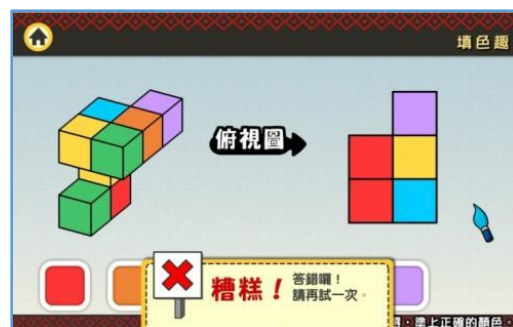 填色趣
俯視圖
糟糕！
答錯囉！
請再試一次。
塗上正確的顏色。